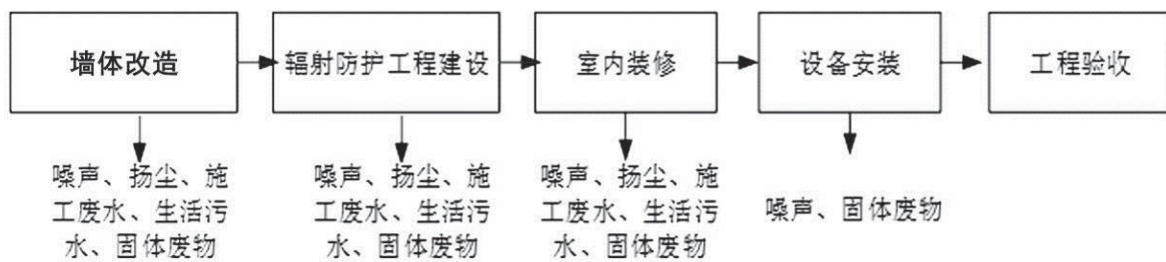 墙体改造
辐射防护工程建设
室内装修
设备安装
工程验收
噪声、扬尘、施
工废水、生活污
水、固体废物
噪声、扬尘、施
工废水、生活污
水、固体废物
噪声、扬尘、施
工废水、生活污
水、固体废物
噪声、固体废物